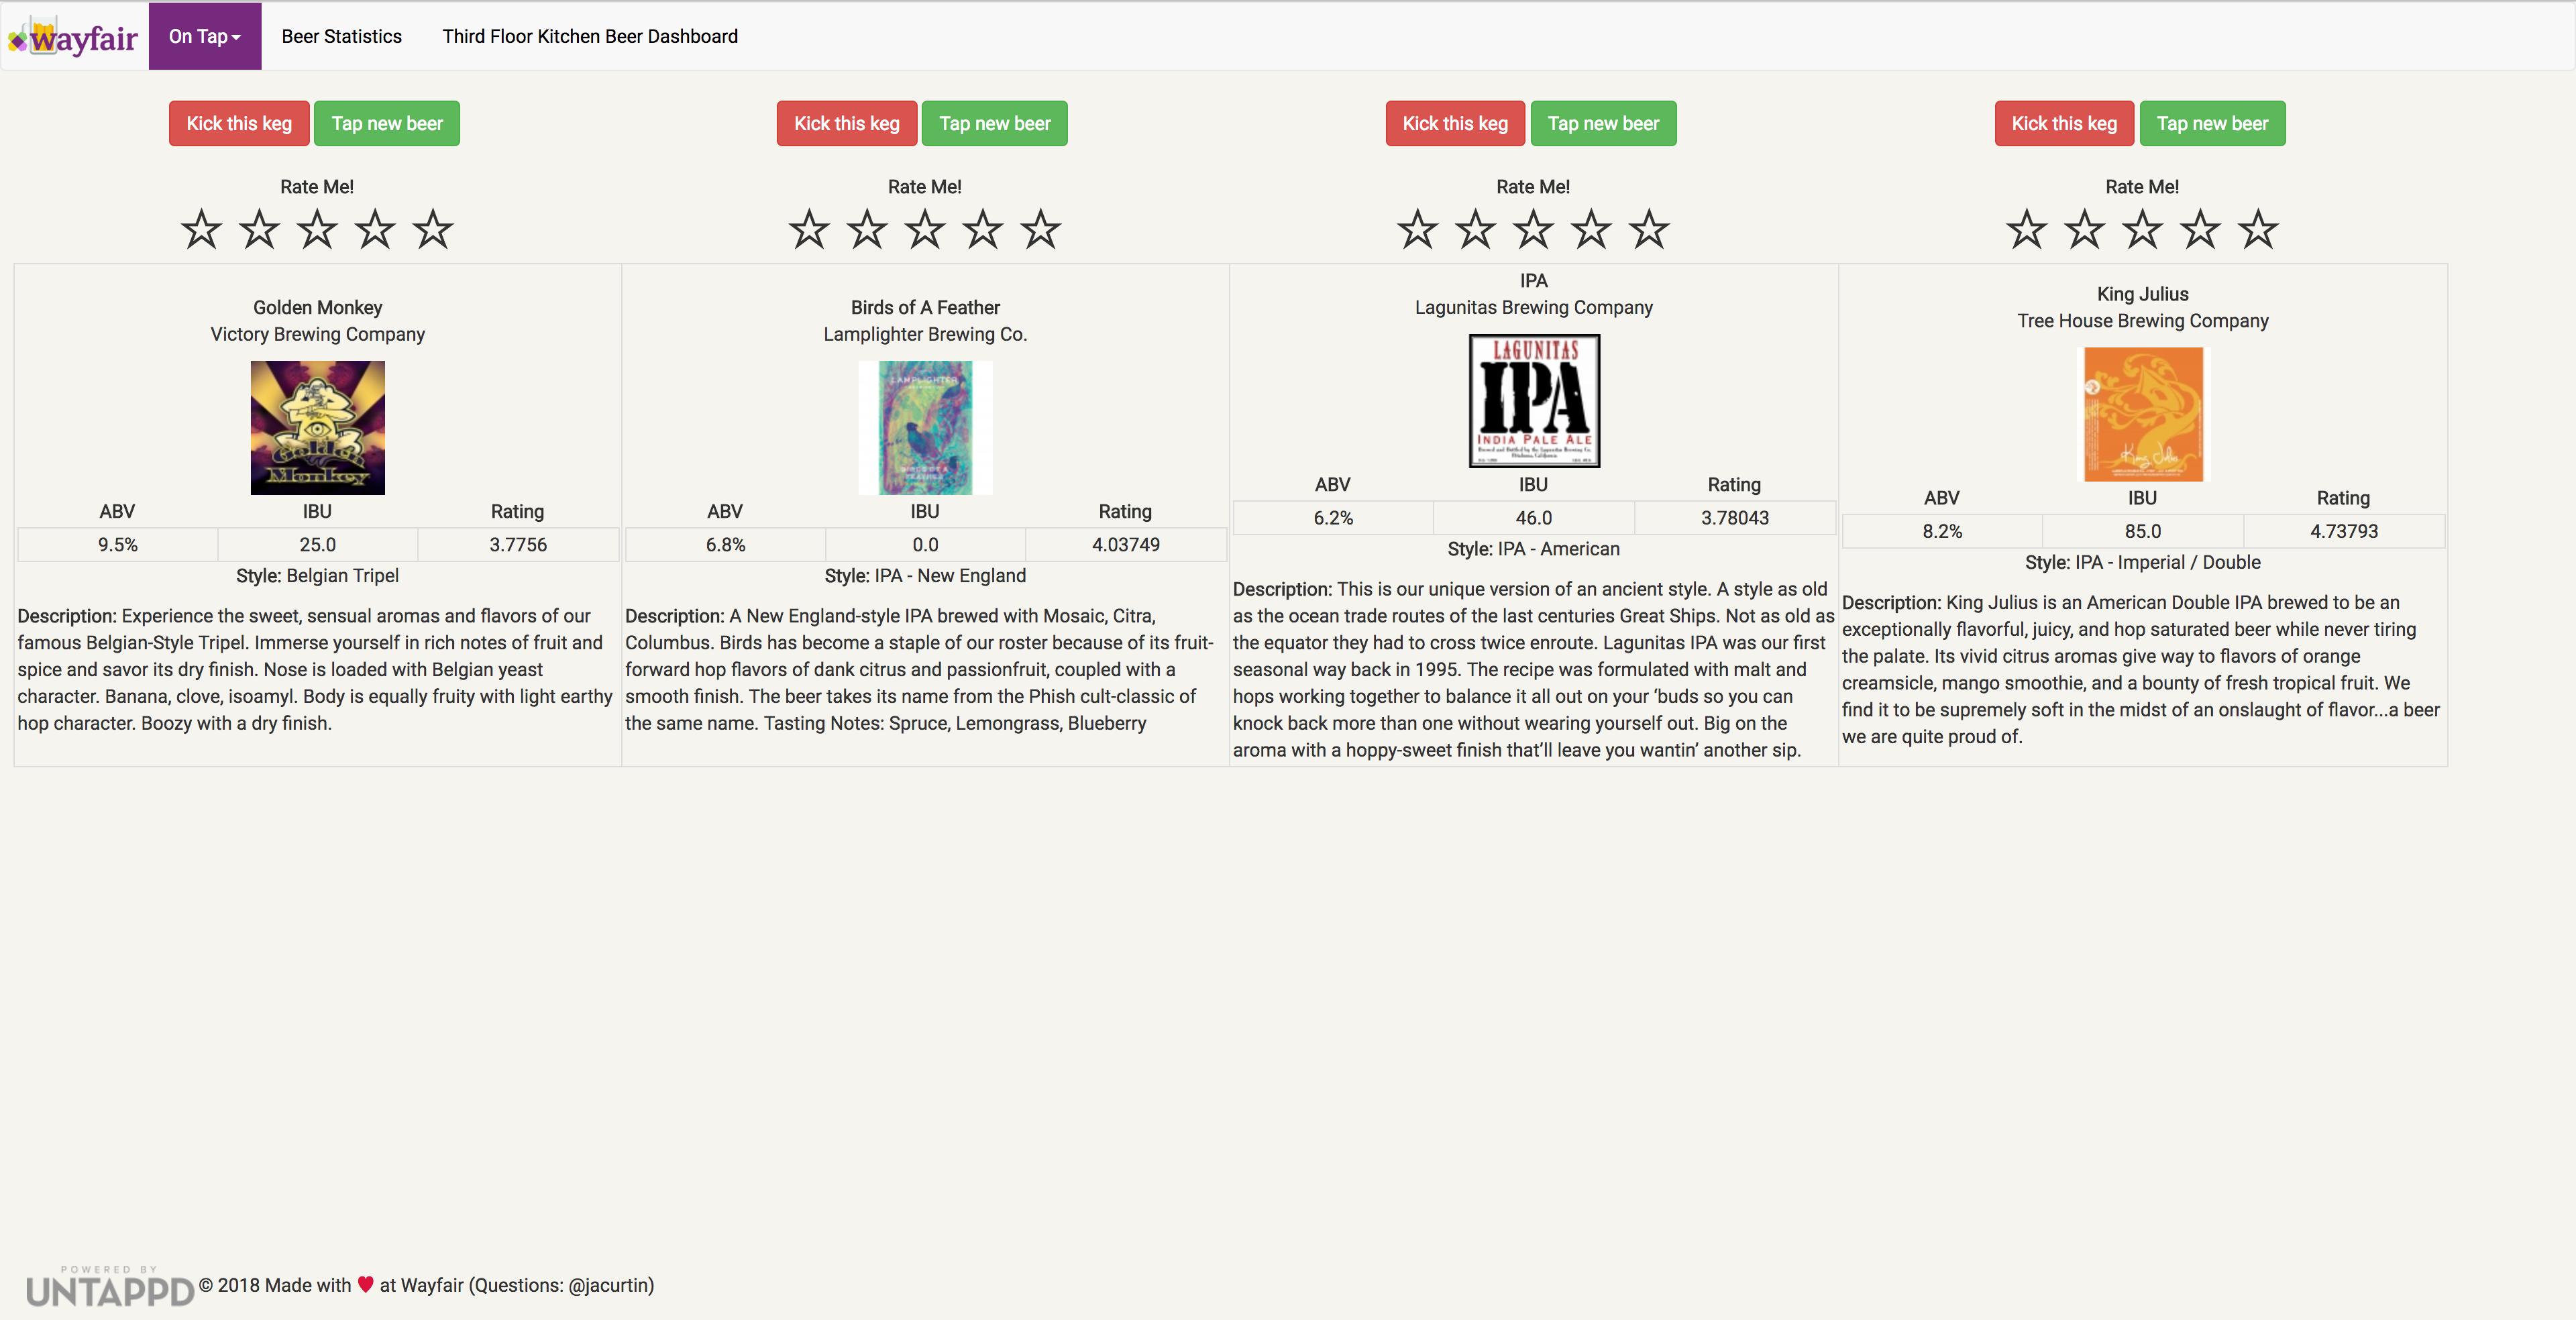 wayfair On Tap Beer Statistics Third Floor Kitchen Beer Dashboard
Kick this keg Tap new beer Kick this keg Tap new beer Kick this keg Tap new beer Kick this keg Tap new beer
Rate Me! Rate Me! Rate Me! Rate Me!
Golden Monkey
Victory Brewing Company
Golden
Monkey
ABV IBU Rating
9.5% 25.0 3.7756
Style: Belgian Tripel
Description: Experience the sweet, sensual aromas and flavors of our
famous Belgian-Style Tripel. Immerse yourself in rich notes of fruit and
spice and savor its dry finish. Nose is loaded with Belgian yeast
character. Banana, clove, isoamyl. Body is equally fruity with light earthy
hop character. Boozy with a dry finish.
Birds of A Feather
Lamplighter Brewing Co.
LAMPLIGHTER
BIRDS OF A
FEATHER
ABV IBU Rating
6.8% 0.0 4.03749
Style: IPA - New England
Description: A New England-style IPA brewed with Mosaic, Citra,
Columbus. Birds has become a staple of our roster because of its fruit-
forward hop flavors of dank citrus and passionfruit, coupled with a
smooth finish. The beer takes its name from the Phish cult-classic of
the same name. Tasting Notes: Spruce, Lemongrass, Blueberry
IPA
Lagunitas Brewing Company
LAGUNITAS
IPA
INDIA PALE ALE
Brewed and Bottled by the Lagunitas Brewing Co.
Petaluma, California
ABV IBU Rating
6.2% 46.0 3.78043
Style: IPA - American
Description: This is our unique version of an ancient style. A style as old
as the ocean trade routes of the last centuries Great Ships. Not as old as
the equator they had to cross twice enroute. Lagunitas IPA was our first
seasonal way back in 1995. The recipe was formulated with malt and
hops working together to balance it all out on your ‘buds so you can
knock back more than one without wearing yourself out. Big on the
aroma with a hoppy-sweet finish that’ll leave you wantin’ another sip.
King Julius
Tree House Brewing Company
King Julius
ABV IBU Rating
8.2% 85.0 4.73793
Style: IPA - Imperial / Double
Description: King Julius is an American Double IPA brewed to be an
exceptionally flavorful, juicy, and hop saturated beer while never tiring
the palate. Its vivid citrus aromas give way to flavors of orange
creamsicle, mango smoothie, and a bounty of fresh tropical fruit. We
find it to be supremely soft in the midst of an onslaught of flavor...a beer
we are quite proud of.
POWERED BY
UNTAPPD © 2018 Made with ♥ at Wayfair (Questions: @jacurtin)